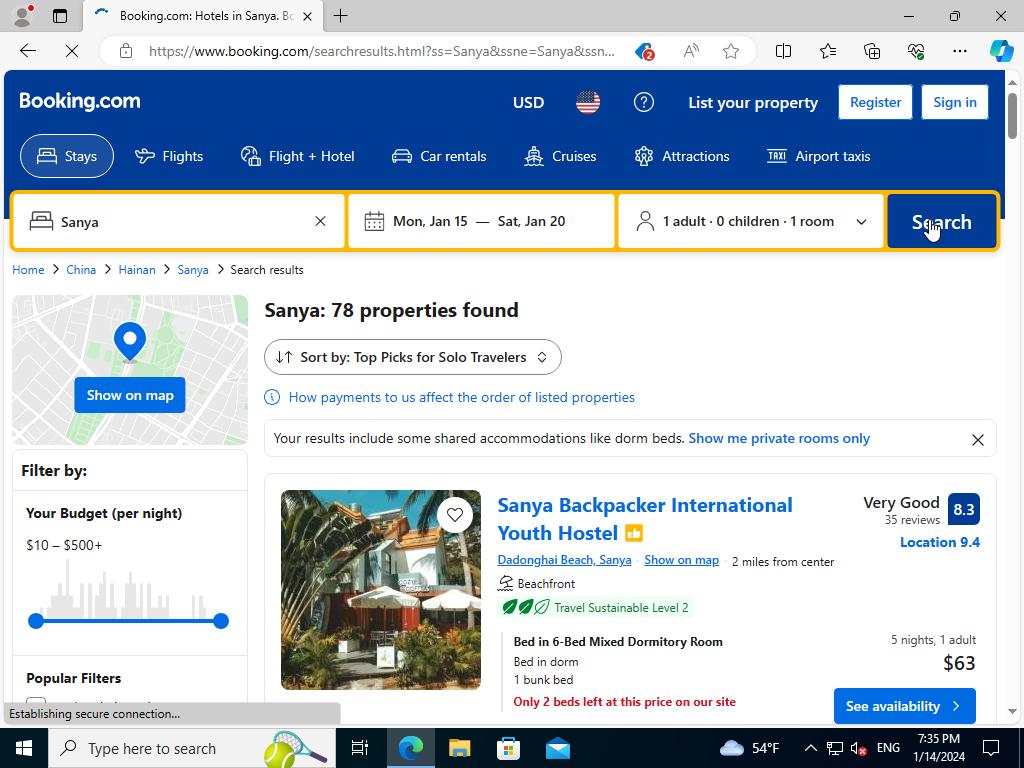 Booking.com: Hotels in Sanya. Bo
https://www.booking.com/searchresults.html?ss=Sanya&ssne=Sanya&ssn...
2
Booking.com
USD
List your property
Register
Sign in
Stays
Flights
Flight + Hotel
Car rentals
Cruises
Attractions
TAXI
Airport taxis
Sanya
Mon, Jan 15 — Sat, Jan 20
1 adult · 0 children · 1 room
Search
Home
China
Hainan
Sanya
Search results
Show on map
Sanya: 78 properties found
Sort by: Top Picks for Solo Travelers
How payments to us affect the order of listed properties
Your results include some shared accommodations like dorm beds. Show me private rooms only
Filter by:
Your Budget (per night)
$10 – $500+
Popular Filters
Sanya Backpacker International
Youth Hostel
Very Good
35 reviews
8.3
Location 9.4
Dadonghai Beach, Sanya · Show on map · 2 miles from center
Beachfront
Travel Sustainable Level 2
Bed in 6-Bed Mixed Dormitory Room
Bed in dorm
1 bunk bed
Only 2 beds left at this price on our site
5 nights, 1 adult
$63
See availability
Establishing secure connection...
Type here to search
54°F
ENG
7:35 PM
1/14/2024